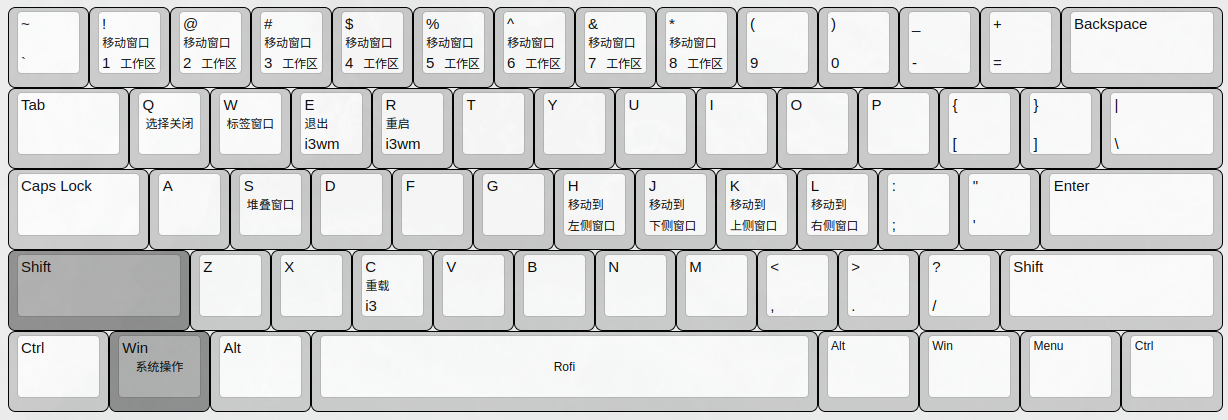 ~ ! @ # $ % ^ & * ( ) _ + Backspace
移动窗口 移动窗口 移动窗口 移动窗口 移动窗口 移动窗口 移动窗口 移动窗口
` 1 工作区 2 工作区 3 工作区 4 工作区 5 工作区 6 工作区 7 工作区 8 工作区 9 0 - =
Tab Q W E R T Y U I O P { } |
选择关闭 标签窗口 退出 重启
i3wm i3wm [ ] \
Caps Lock A S D F G H J K L : " Enter
堆叠窗口 移动到 移动到 移动到 移动到
左侧窗口 下侧窗口 上侧窗口 右侧窗口 ; '
Shift Z X C V B N M < > ? Shift
重载
i3 , . /
Ctrl Win Alt Alt Win Menu Ctrl
系统操作 Rofi